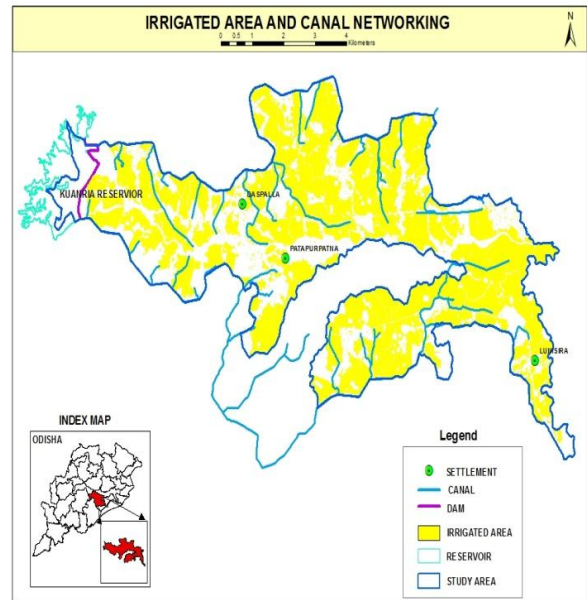 IRRIGATED AREA AND CANAL NETWORKING
0 0.5 1 2 3 4
Kilometers
N
KUANRIA RESERVIOR
DASPALLA
PATAPURPATNA
LUNISIRA
INDEX MAP
ODISHA
Legend
SETTLEMENT
CANAL
DAM
IRRIGATED AREA
RESERVOIR
STUDY AREA